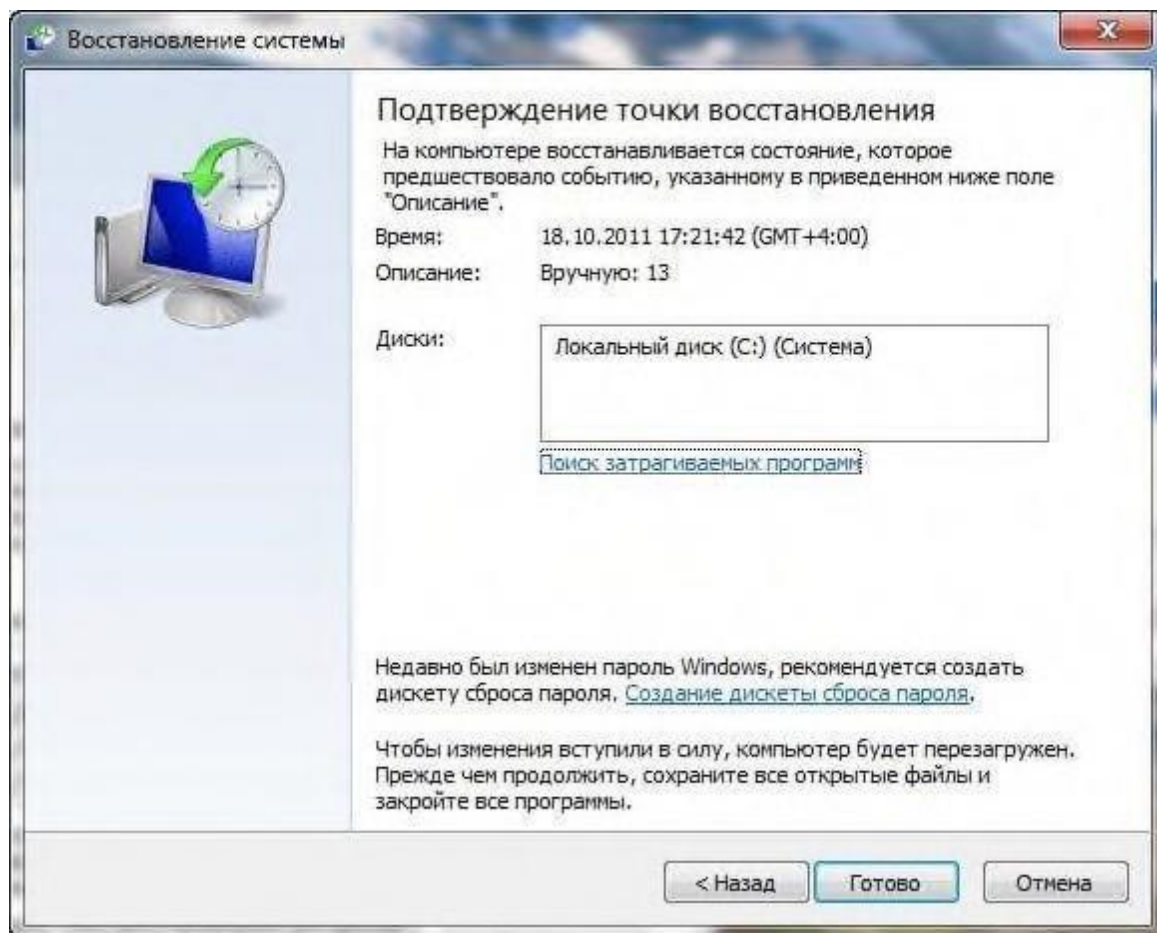 Восстановление системы
Подтверждение точки восстановления
На компьютере восстанавливается состояние, которое
предшествовало событию, указанному в приведенном ниже поле
"Описание".
Время: 18.10.2011 17:21:42 (GMT+4:00)
Описание: Вручную: 13
Диски: Локальный диск (C:) (Система)
Поиск затрагиваемых программ
Недавно был изменен пароль Windows, рекомендуется создать
дискету сброса пароля. Создание дискеты сброса пароля.
Чтобы изменения вступили в силу, компьютер будет перезагружен.
Прежде чем продолжить, сохраните все открытые файлы и
закройте все программы.
< Назад Готово Отмена